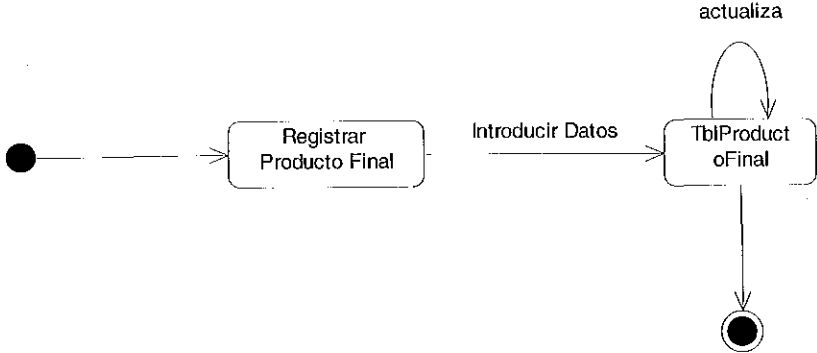 actualiza
Registrar
Producto Final
Introducir Datos
TblProduct
oFinal